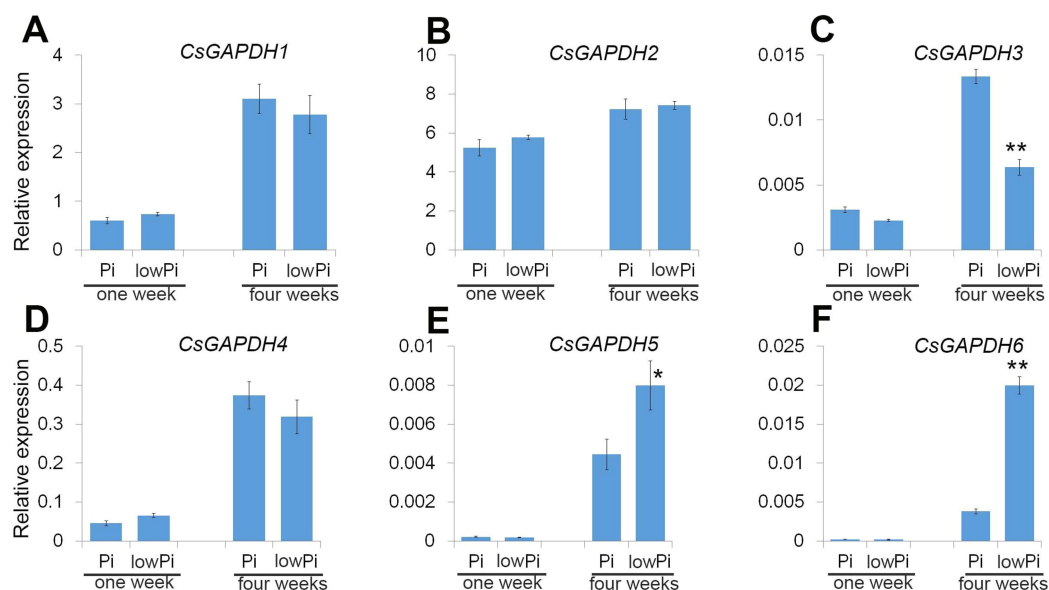 A
CsGAPDH1
Relative expression
4
3
2
1
0
Pi lowPi Pi lowPi
one week four weeks
B
CsGAPDH2
10
8
6
4
2
0
Pi lowPi Pi lowPi
one week four weeks
C
CsGAPDH3
0.015
0.01
0.005
0
**
Pi lowPi Pi lowPi
one week four weeks
D
CsGAPDH4
Relative expression
0.5
0.4
0.3
0.2
0.1
0
Pi lowPi Pi lowPi
one week four weeks
E
CsGAPDH5
0.01
0.008
0.006
0.004
0.002
0
*
Pi lowPi Pi lowPi
one week four weeks
F
CsGAPDH6
0.025
0.02
0.015
0.01
0.005
0
**
Pi lowPi Pi lowPi
one week four weeks